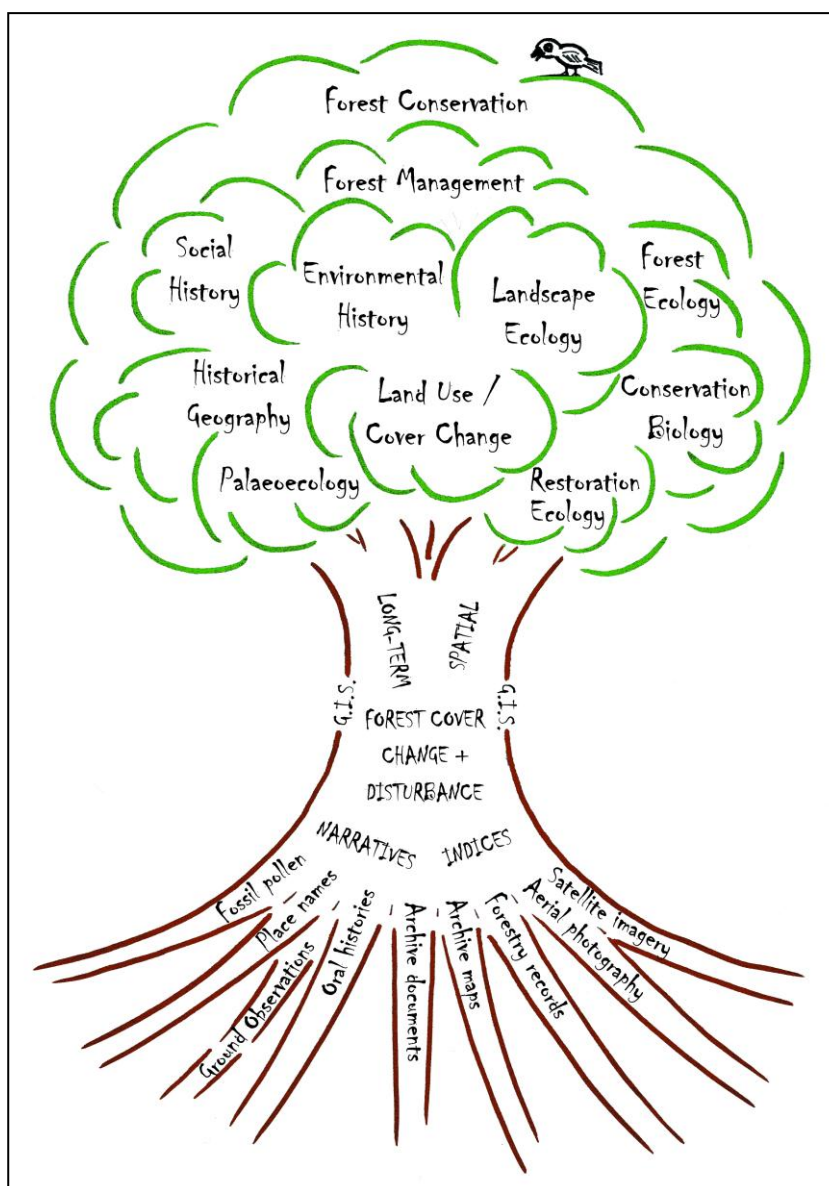 Forest Conservation
Forest Management
Social
History
Environmental
History
Landscape
Ecology
Forest
Ecology
Historical
Geography
Land Use /
Cover Change
Conservation
Biology
Palaeoecology
Restoration
Ecology
LONG-TERM
SPATIAL
G.I.S.
G.I.S.
FOREST COVER
CHANGE +
DISTURBANCE
NARRATIVES
INDICES
Fossil pollen
Place names
Ground Observations
Oral histories
Archive documents
Archive maps
Forestry records
Aerial photography
Satellite imagery